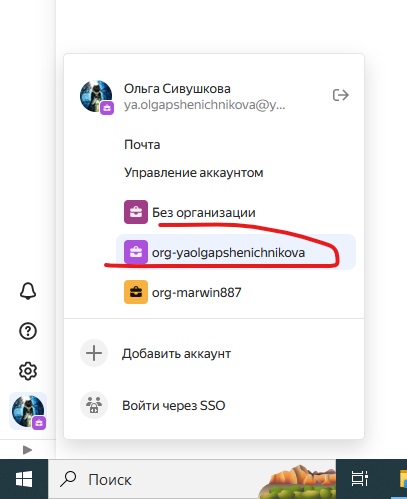 Ольга Сивушкова
ya.olgapshenichnikova@y...
Почта
Управление аккаунтом
Без организации
org-yaolgapshenichnikova
org-marwin887
Добавить аккаунт
Войти через SSO
Поиск